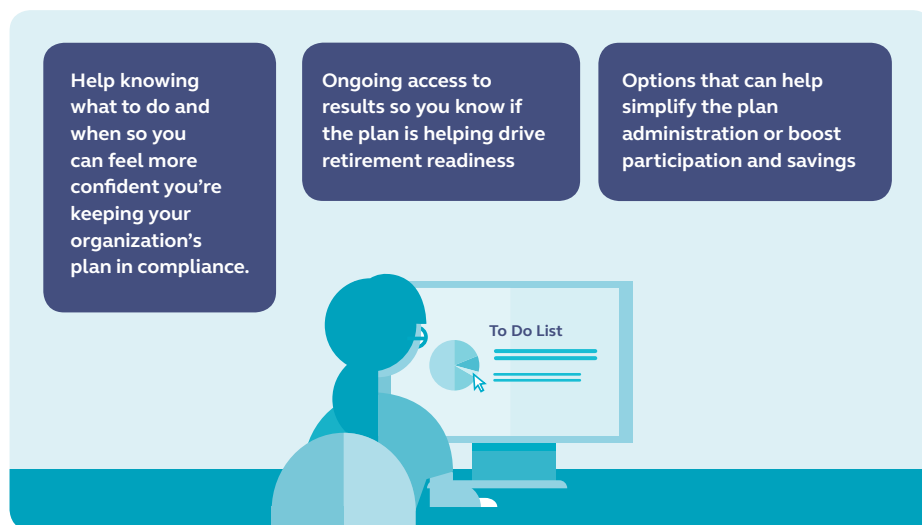 Help knowing
what to do and
when so you
can feel more
confident you’re
keeping your
organization’s
plan in compliance.
Ongoing access to
results so you know if
the plan is helping drive
retirement readiness
Options that can help
simplify the plan
administration or boost
participation and savings
To Do List